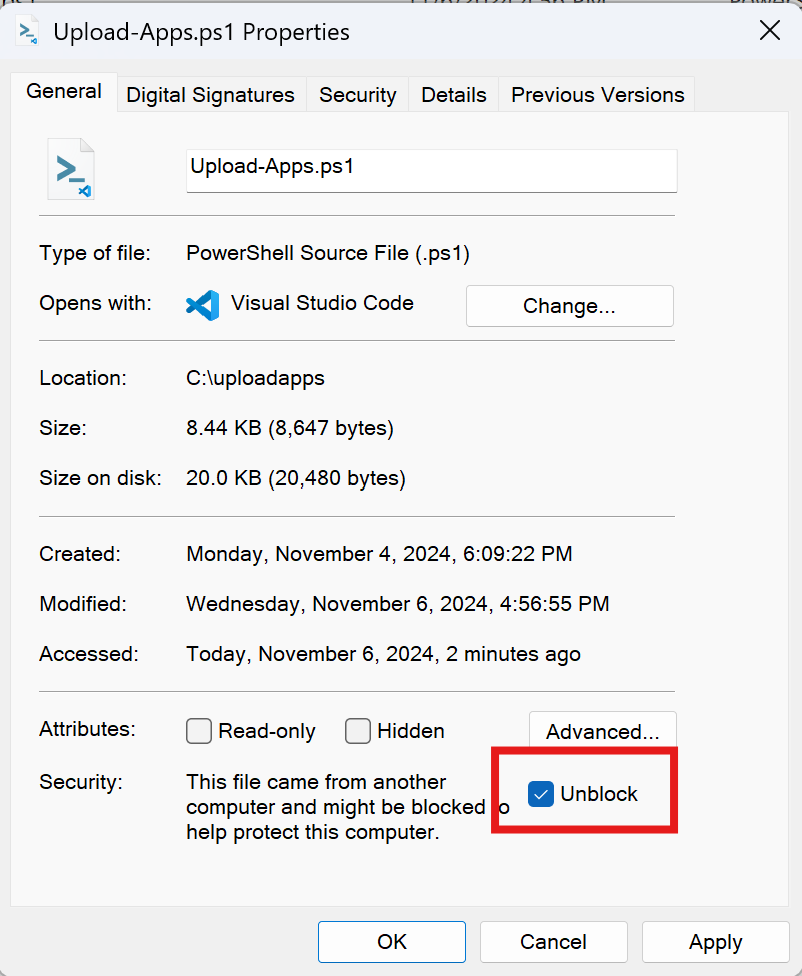 Upload-Apps.ps1 Properties
General Digital Signatures Security Details Previous Versions
Upload-Apps.ps1
Type of file: PowerShell Source File (.ps1)
Opens with: Visual Studio Code Change...
Location: C:\uploadapps
Size: 8.44 KB (8,647 bytes)
Size on disk: 20.0 KB (20,480 bytes)
Created: Monday, November 4, 2024, 6:09:22 PM
Modified: Wednesday, November 6, 2024, 4:56:55 PM
Accessed: Today, November 6, 2024, 2 minutes ago
Attributes: Read-only Hidden Advanced...
Security: This file came from another
computer and might be blocked to
help protect this computer.
Unblock
OK Cancel Apply